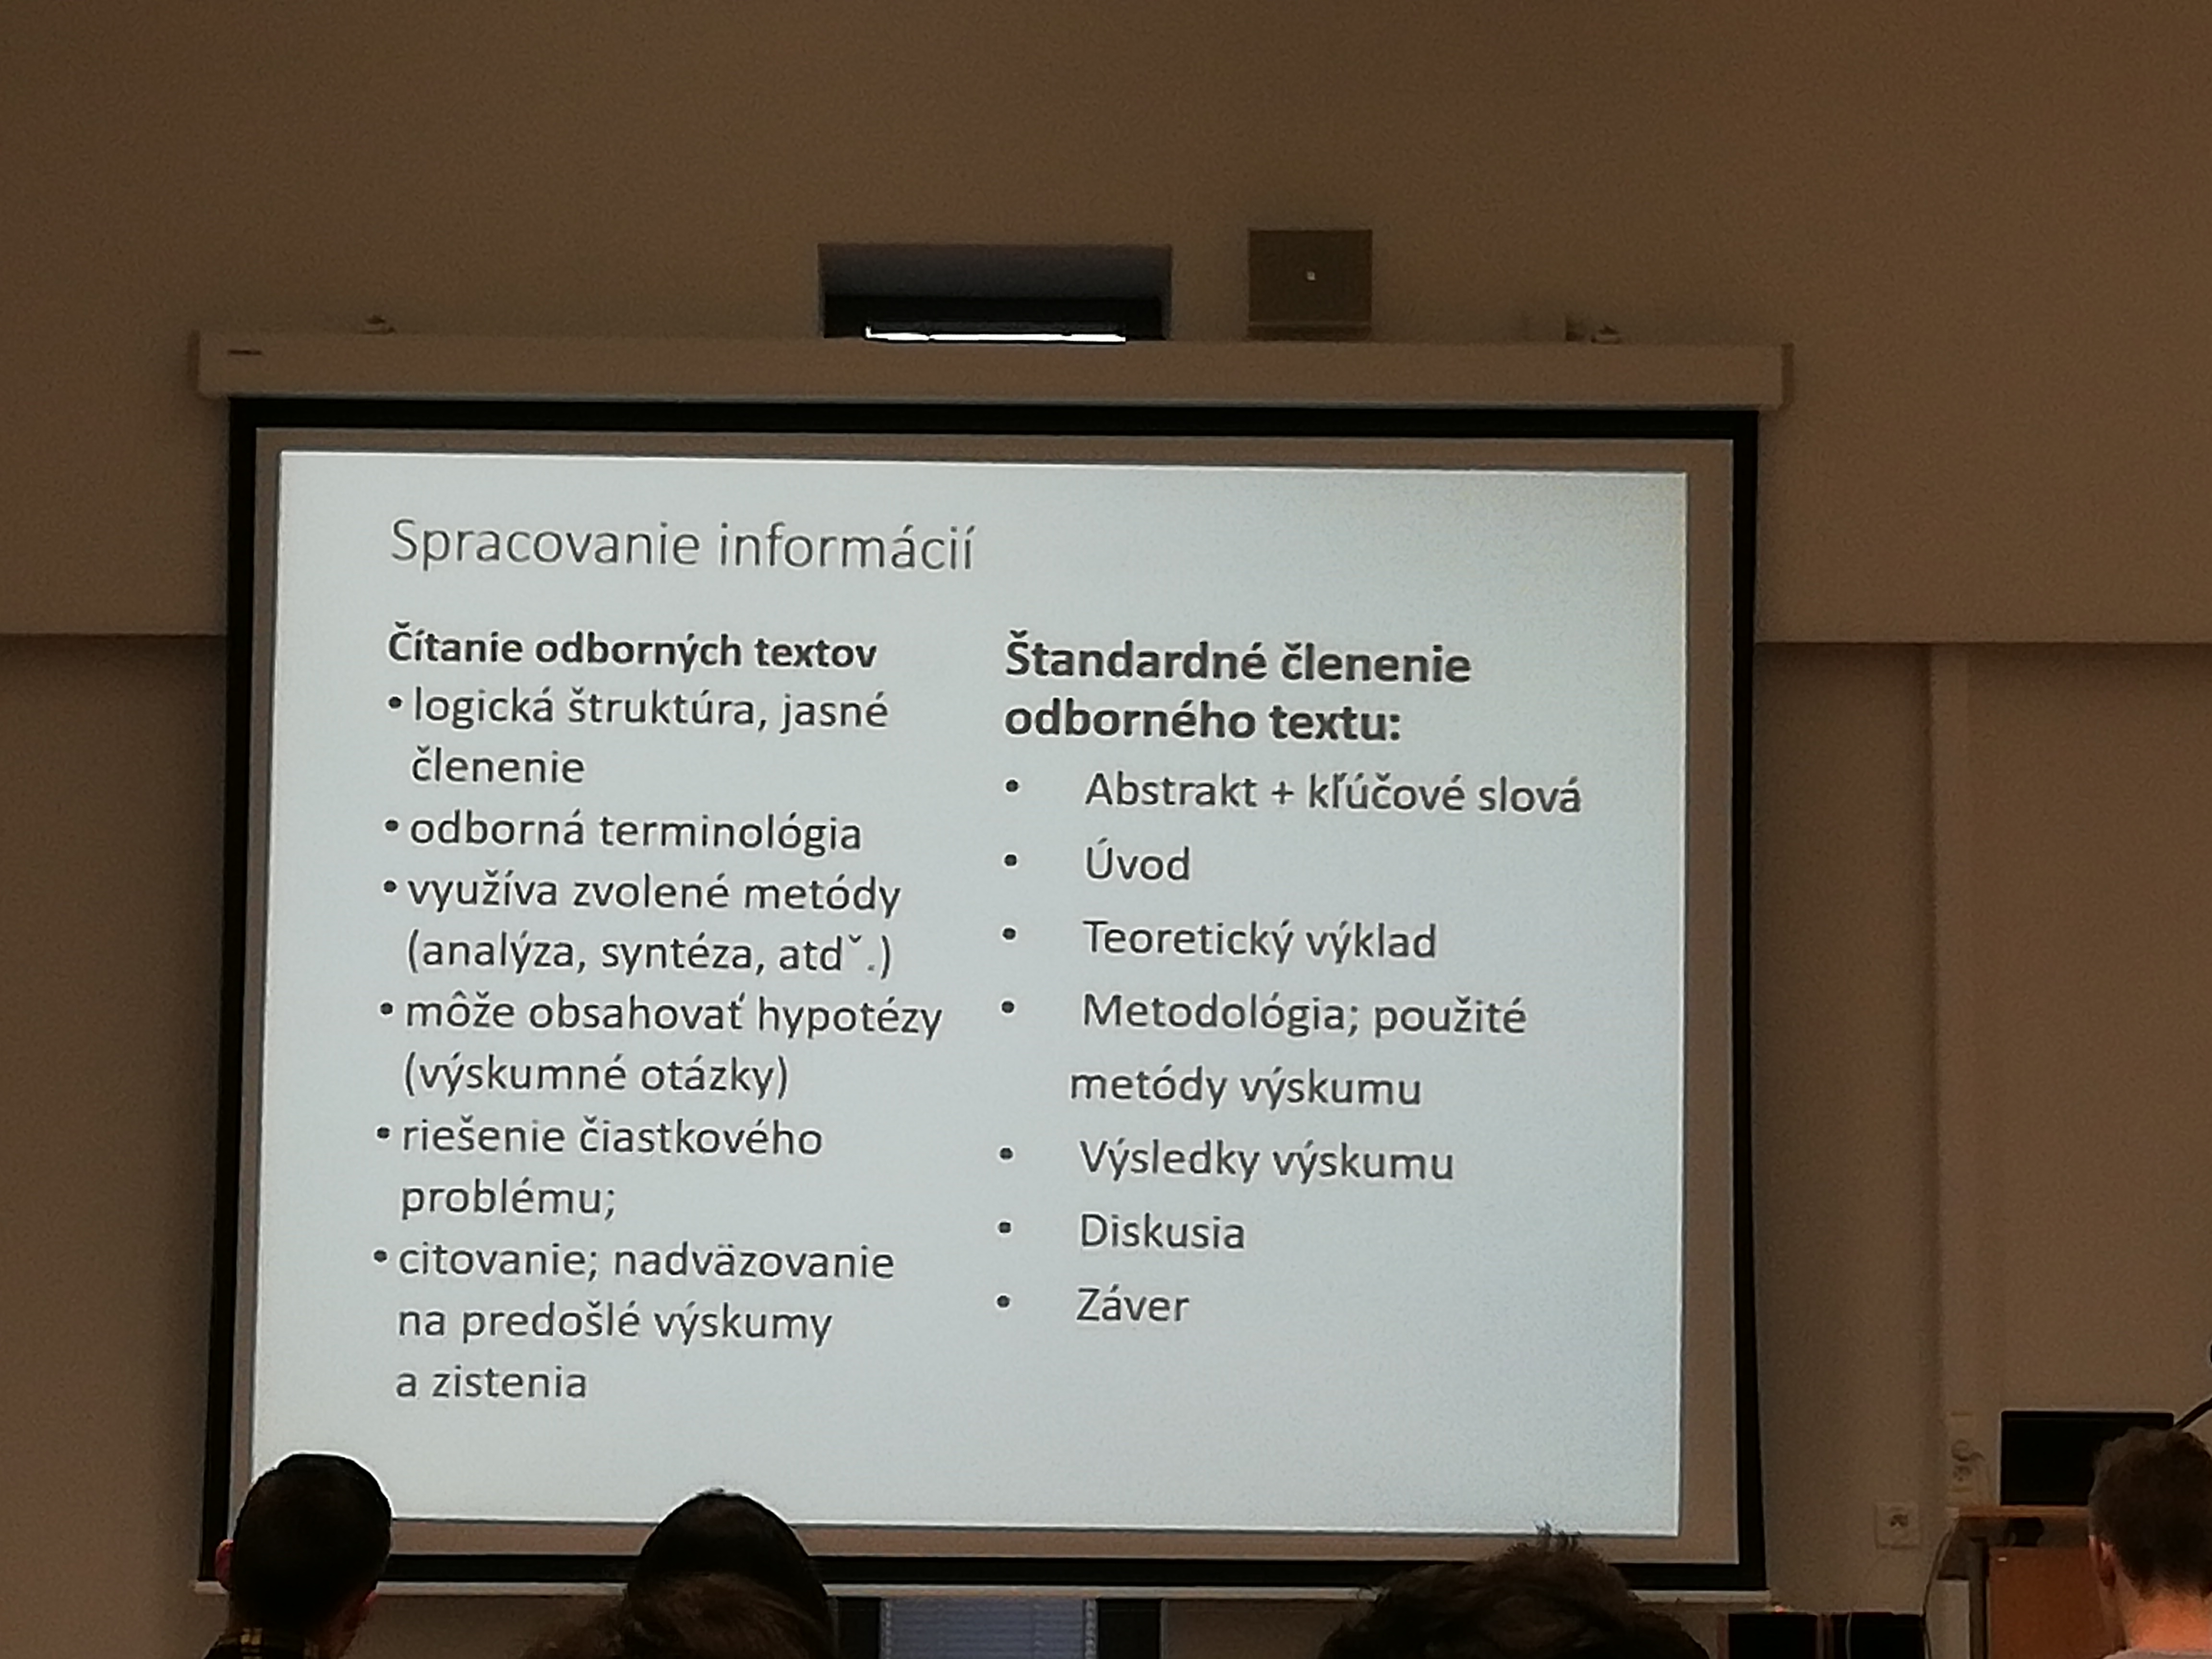 Spracovanie informácií
Čítanie odborných textov
• logická štruktúra, jasné
členenie
• odborná terminológia
• využíva zvolené metódy
(analýza, syntéza, atdˇ.)
• môže obsahovať hypotézy
(výskumné otázky)
• riešenie čiastkového
problému;
• citovanie; nadväzovanie
na predošlé výskumy
a zistenia
Štandardné členenie
odborného textu:
• Abstrakt + kľúčové slová
• Úvod
• Teoretický výklad
• Metodológia; použité
metódy výskumu
• Výsledky výskumu
• Diskusia
• Záver